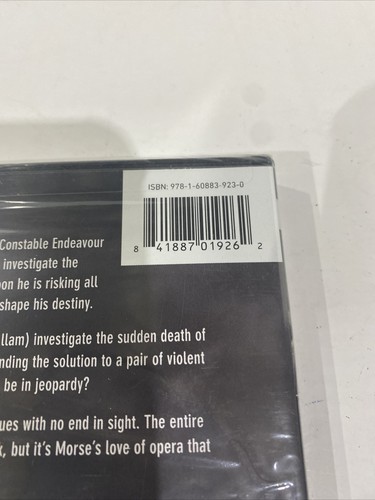 ISBN: 978-1-60883-923-0
8 41887 01926 2
Constable Endeavour
investigate the
on he is risking all
shape his destiny.
llam) investigate the sudden death of
nding the solution to a pair of violent
be in jeopardy?
ues with no end in sight. The entire
, but it's Morse's love of opera that